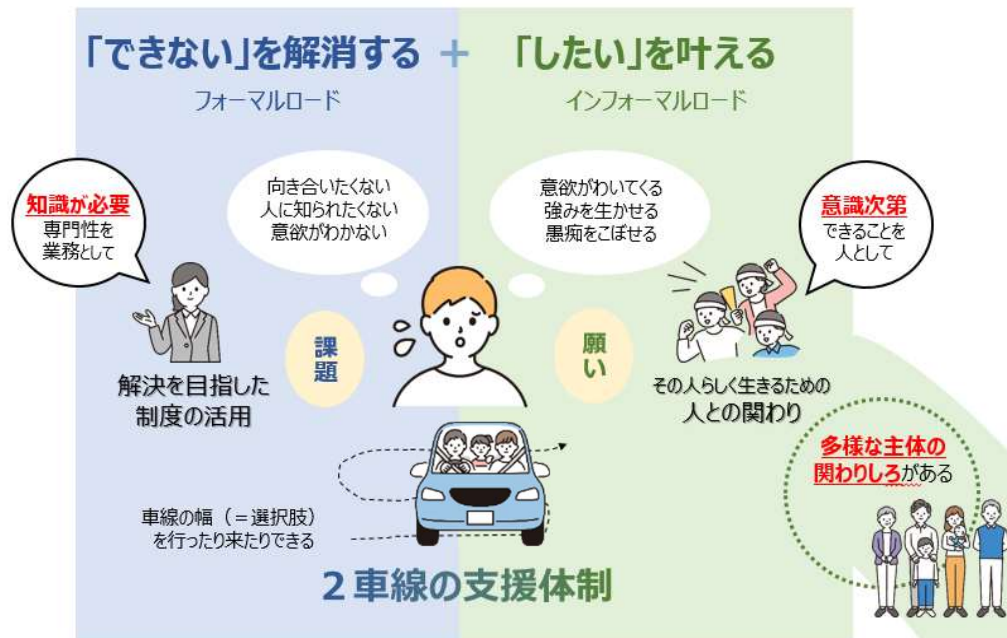 「できない」を解消する + 「したい」を叶える
フォーマルロード
インフォーマルロード
知識が必要
専門性を
業務として
向き合いたくない
人に知られたくない
意欲がわかない
意欲がわいてくる
強みを生かせる
愚痴をこぼせる
意識次第
できることを
人として
課題
願い
解決を目指した
制度の活用
その人らしく生きるための
人との関わり
多様な主体の
関わりしろがある
車線の幅（＝選択肢）
を行ったり来たりできる
２車線の支援体制